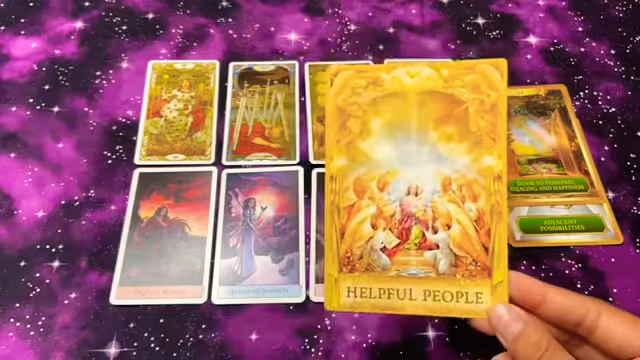 HELPFUL PEOPLE
DOOR TO PERSONAL
HEALING AND HAPPINESS
ADJACENT
POSSIBILITIES